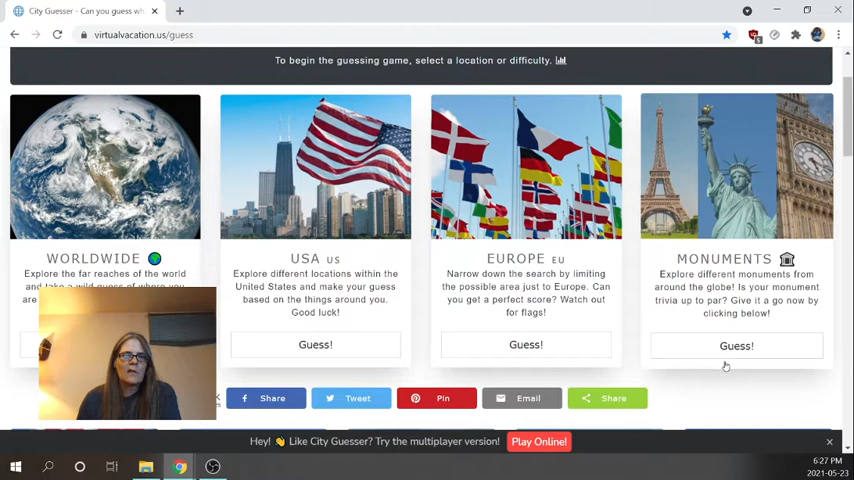 City Guesser - Can you guess wh
virtualvacation.us/guess
5
To begin the guessing game, select a location or difficulty.
WORLDWIDE
Explore the far reaches of the world
and take a wild guess of where you
are
USA US
Explore different locations within the
United States and make your guess
based on the things around you.
Good luck!
Guess!
EUROPE EU
Narrow down the search by limiting
the possible area just to Europe. Can
you get a perfect score? Watch out
for flags!
Guess!
MONUMENTS
Explore different monuments from
around the globe! Is your monument
trivia up to par? Give it a go now by
clicking below!
Guess!
Share
Tweet
Pin
Email
Share
Hey! 👋 Like City Guesser? Try the multiplayer version!
Play Online!
6:27 PM
2021-05-23